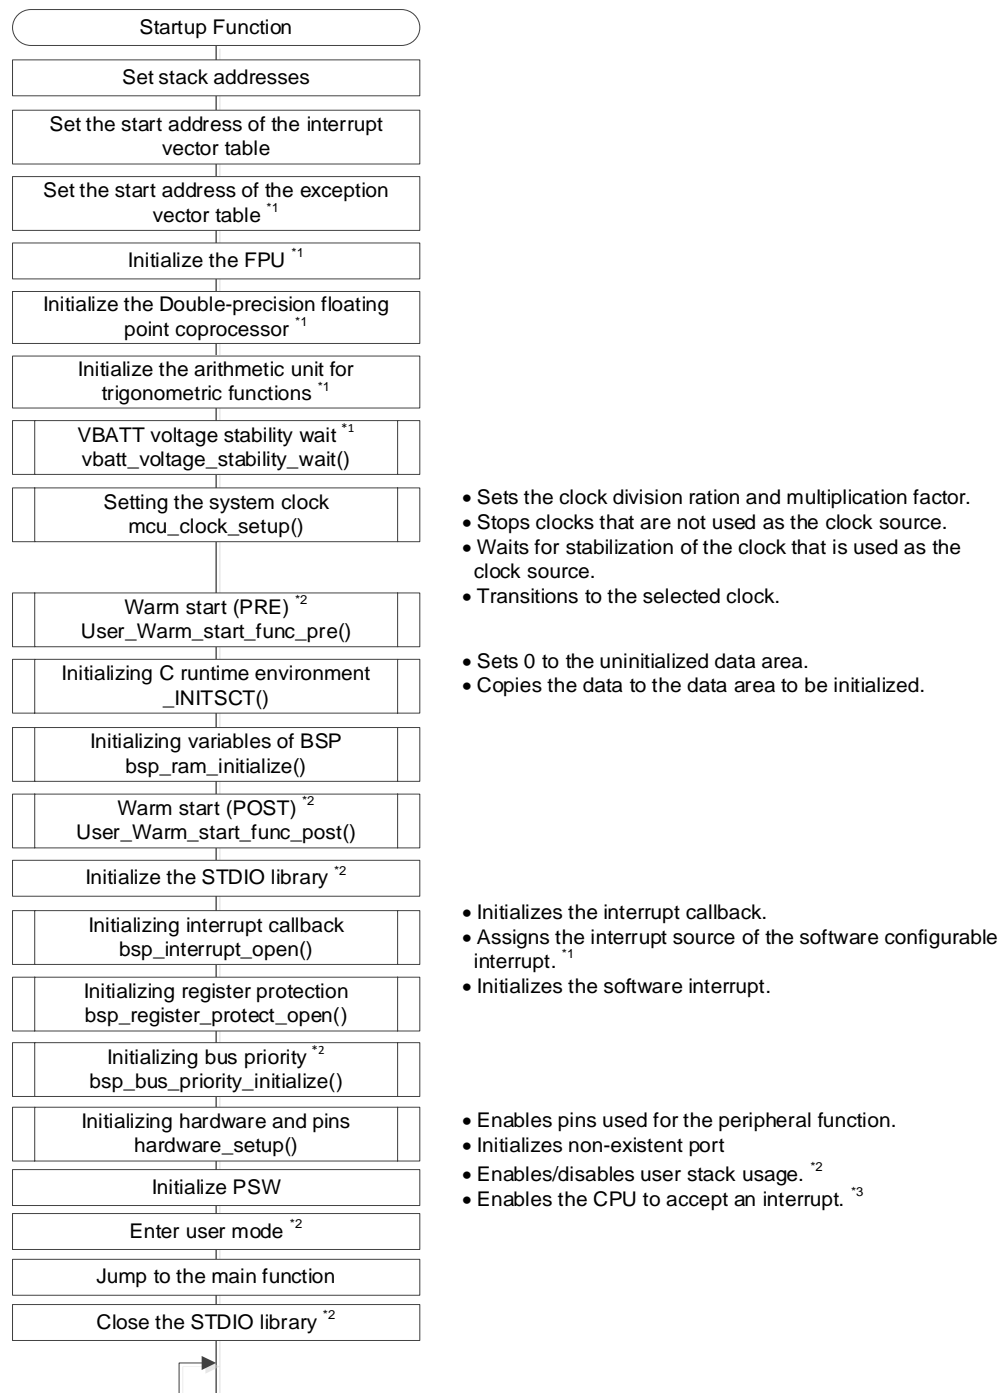 Startup Function
Set stack addresses
Set the start address of the interrupt
vector table
Set the start address of the exception
vector table *1
Initialize the FPU *1
Initialize the Double-precision floating
point coprocessor *1
Initialize the arithmetic unit for
trigonometric functions *1
VBATT voltage stability wait *1
vbatt_voltage_stability_wait()
Setting the system clock
mcu_clock_setup()
• Sets the clock division ration and multiplication factor.
• Stops clocks that are not used as the clock source.
• Waits for stabilization of the clock that is used as the
clock source.
• Transitions to the selected clock.
Warm start (PRE) *2
User_Warm_start_func_pre()
Initializing C runtime environment
_INITSCT()
• Sets 0 to the uninitialized data area.
• Copies the data to the data area to be initialized.
Initializing variables of BSP
bsp_ram_initialize()
Warm start (POST) *2
User_Warm_start_func_post()
Initialize the STDIO library *2
Initializing interrupt callback
bsp_interrupt_open()
• Initializes the interrupt callback.
• Assigns the interrupt source of the software configurable
interrupt. *1
• Initializes the software interrupt.
Initializing register protection
bsp_register_protect_open()
Initializing bus priority *2
bsp_bus_priority_initialize()
Initializing hardware and pins
hardware_setup()
• Enables pins used for the peripheral function.
• Initializes non-existent port
Initialize PSW
• Enables/disables user stack usage. *2
• Enables the CPU to accept an interrupt. *3
Enter user mode *2
Jump to the main function
Close the STDIO library *2